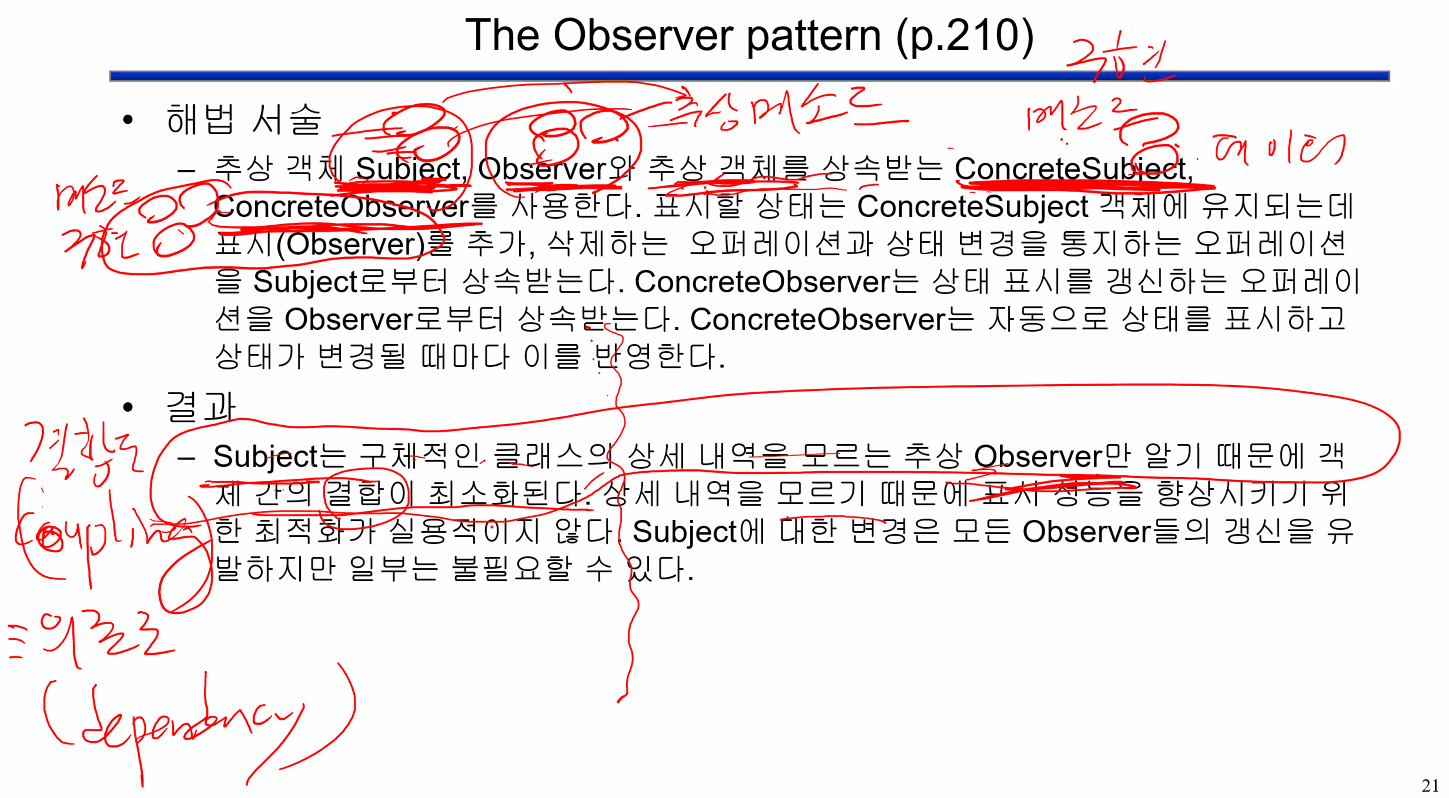 The Observer pattern (p.210)
구현
메소드
데이터
추상메소드
• 해법 서술
– 추상 객체 Subject, Observer와 추상 객체를 상속받는 ConcreteSubject,
메소드
ConcreteObserver를 사용한다. 표시할 상태는 ConcreteSubject 객체에 유지되는데
구현
표시(Observer)를 추가, 삭제하는 오퍼레이션과 상태 변경을 통지하는 오퍼레이션
을 Subject로부터 상속받는다. ConcreteObserver는 상태 표시를 갱신하는 오퍼레이
션을 Observer로부터 상속받는다. ConcreteObserver는 자동으로 상태를 표시하고
상태가 변경될 때마다 이를 반영한다.
• 결과
결합도
– Subject는 구체적인 클래스의 상세 내역을 모르는 추상 Observer만 알기 때문에 객
체 간의 결합이 최소화된다. 상세 내역을 모르기 때문에 표시 성능을 향상시키기 위
(coupling)
한 최적화가 실용적이지 않다. Subject에 대한 변경은 모든 Observer들의 갱신을 유
발하지만 일부는 불필요할 수 있다.
(dependency)
21